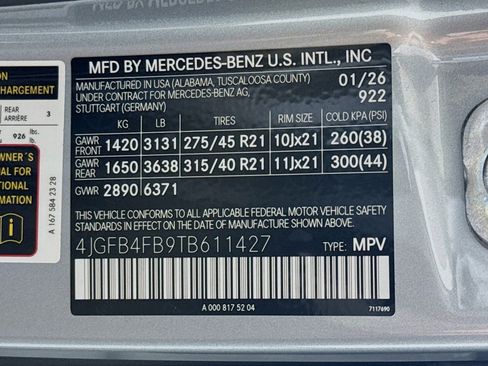 MFD BY MERCEDES-BENZ U.S. INTL., INC
MANUFACTURED IN USA (ALABAMA, TUSCALOOSA COUNTY)
UNDER CONTRACT FOR MERCEDES-BENZ AG,
STUTTGART (GERMANY)
01/26
922
KG LB TIRES RIM SIZE COLD KPA (PSI)
GAWR FRONT 1420 3131 275/45 R21 10Jx21 260(38)
GAWR REAR 1650 3638 315/40 R21 11Jx21 300(44)
GWR 2890 6371
THIS VEHICLE CONFORMS TO ALL APPLICABLE FEDERAL MOTOR VEHICLE SAFETY
STANDARDS IN EFFECT ON THE DATE OF MANUFACTURE SHOWN ABOVE.
4JGFB4FB9TB611427 TYPE: MPV
A 000 817 52 04
7117690
CHARGEMENT
REAR 3
ARRIÈRE
926 lbs.
lb.
A 167 584 23 28